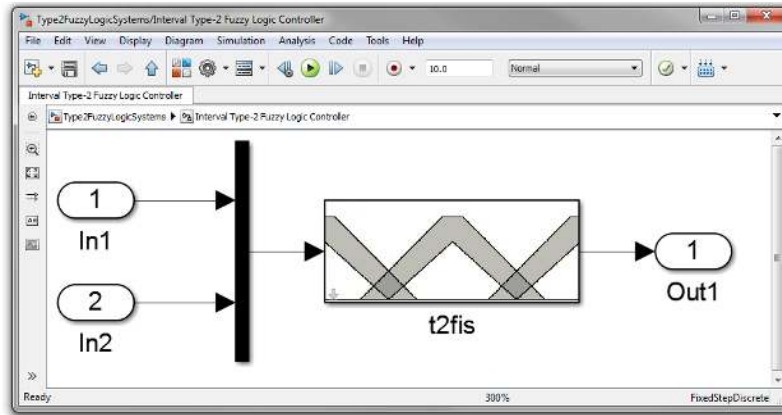 Type2FuzzyLogicSystems/Interval Type-2 Fuzzy Logic Controller
File Edit View Display Diagram Simulation Analysis Code Tools Help
10.0 Normal
Interval Type-2 Fuzzy Logic Controller
Type2FuzzyLogicSystems Interval Type-2 Fuzzy Logic Controller
1
In1
2
In2
t2fis
1
Out1
Ready 300% FixedStepDiscrete